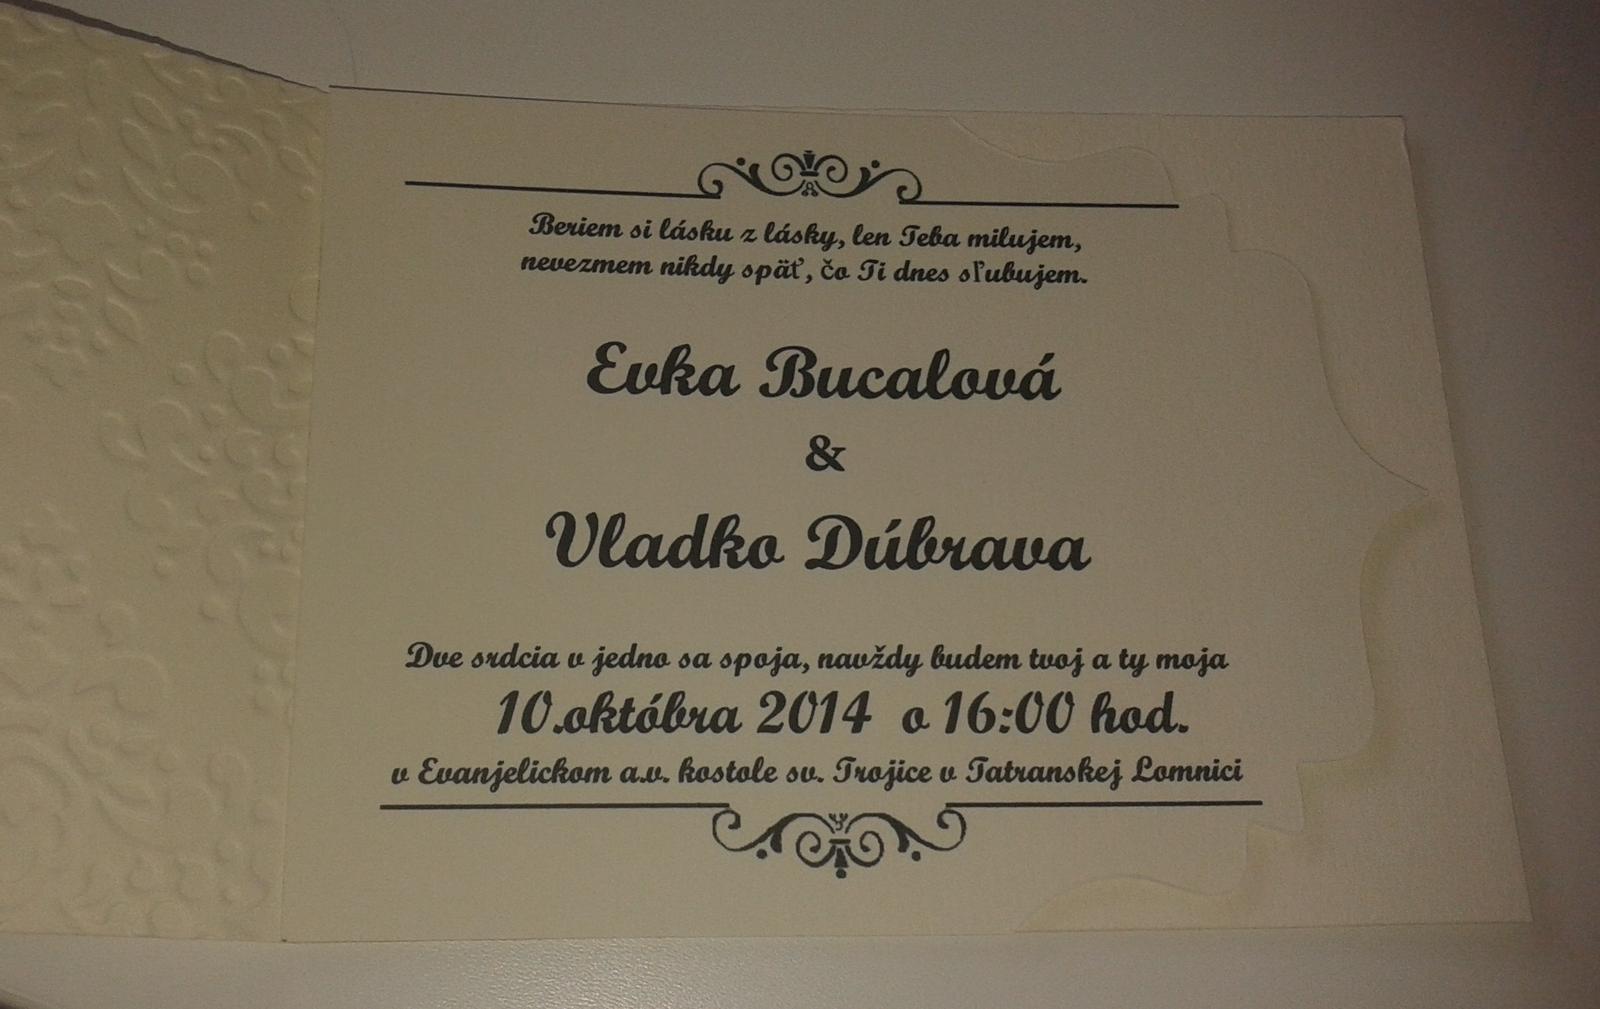 Beriem si lásku z lásky, len Teba milujem,
nevezmem nikdy späť, čo Ti dnes sľubujem.
Evka Bucalová
&
Vladko Dúbrava
Dve srdcia v jedno sa spoja, navždy budem tvoj a ty moja
10.októbra 2014 o 16:00 hod.
v Evanjelickom a.v. kostole sv. Trojice v Tatranskej Lomnici